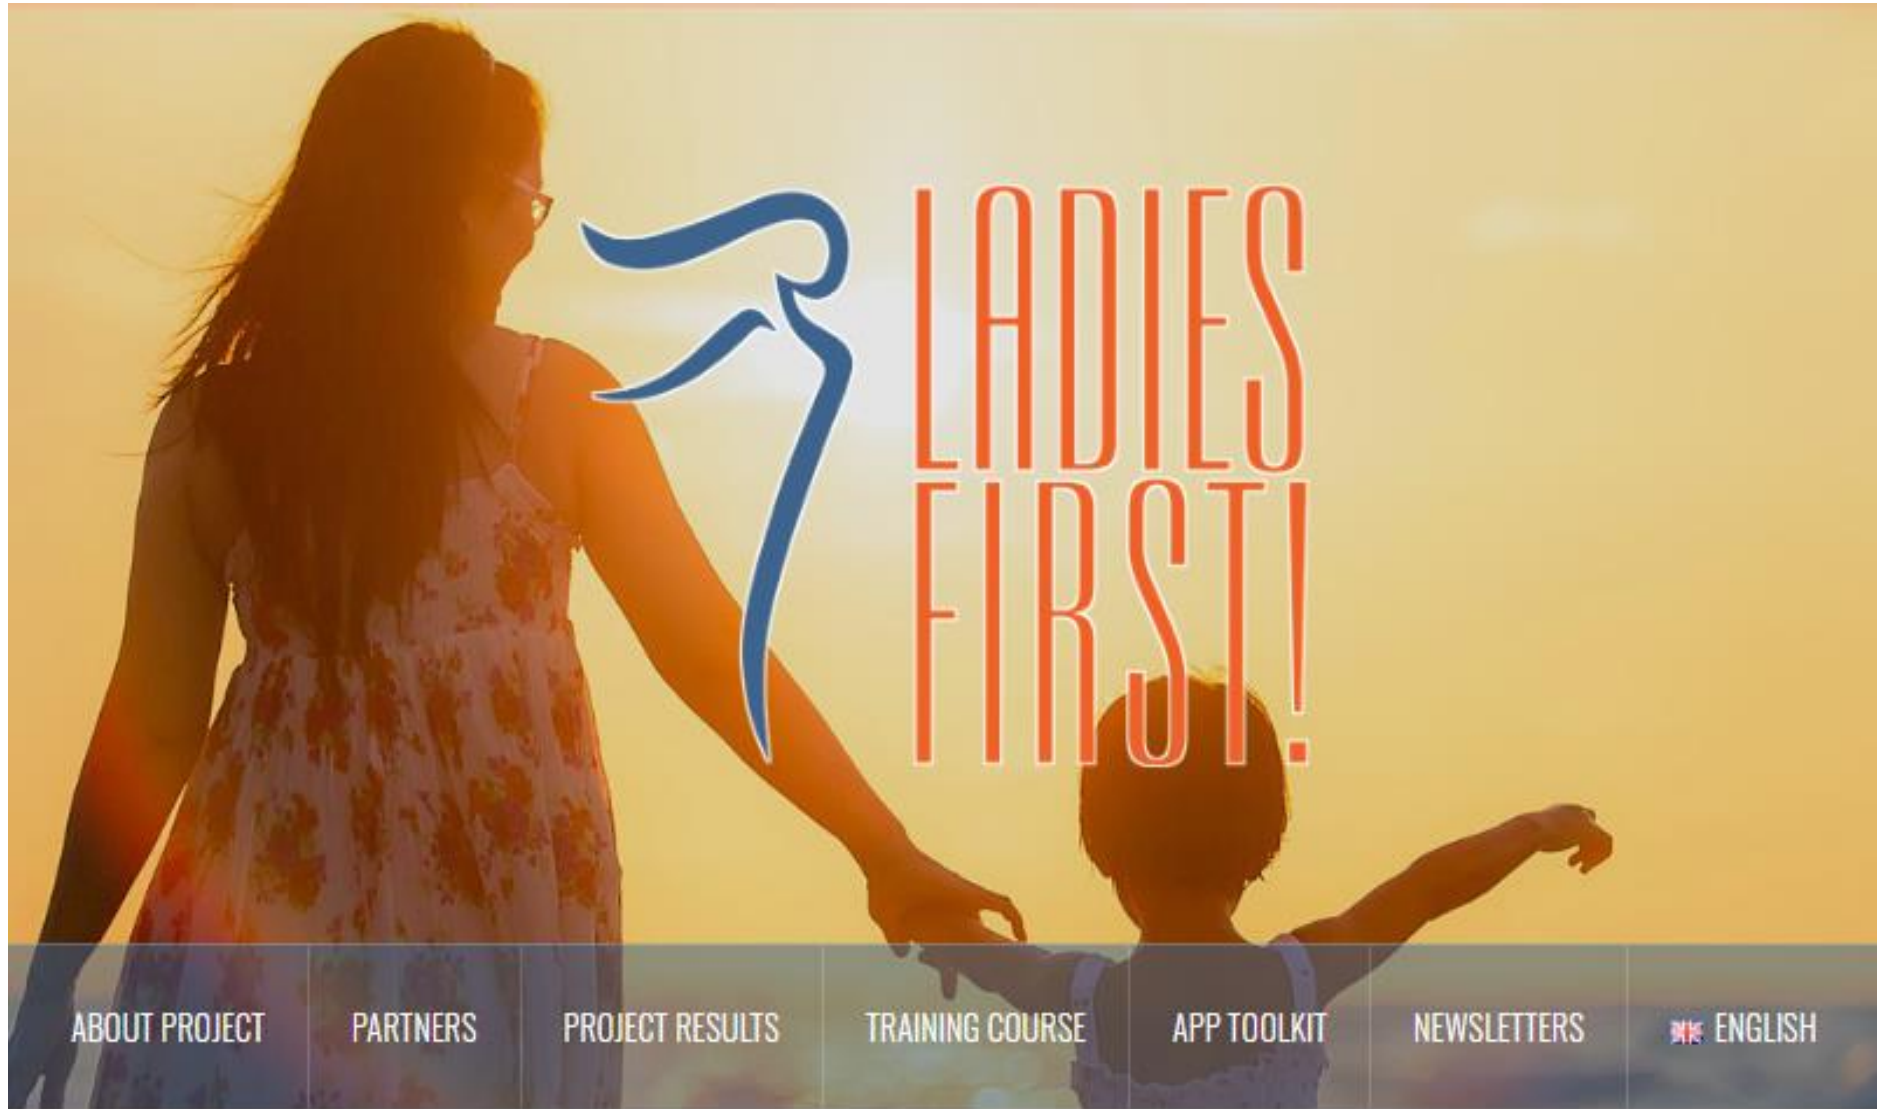 LADIES
FIRST!
ABOUT PROJECT
PARTNERS
PROJECT RESULTS
TRAINING COURSE
APP TOOLKIT
NEWSLETTERS
ENGLISH